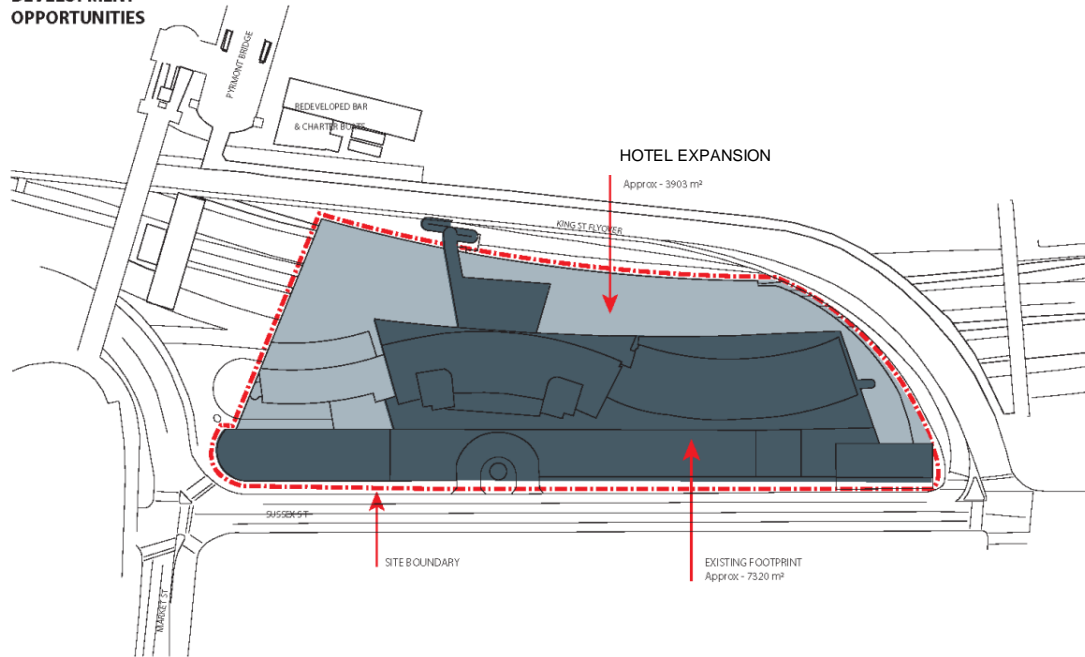 DEVELOPMENT
OPPORTUNITIES
PYRMONT BRIDGE
REDEVELOPED BAR
& CHARTER BOATS
HOTEL EXPANSION
Approx - 3903 m²
KING ST FLYOVER
SUSSEX ST
SITE BOUNDARY
EXISTING FOOTPRINT
Approx - 7320 m²
MARKET ST